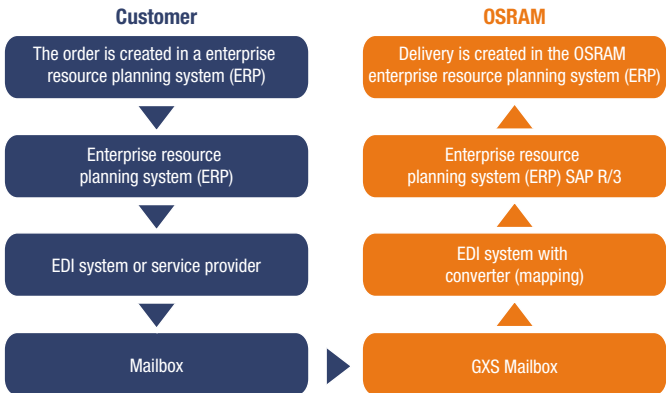 Customer
The order is created in a enterprise
resource planning system (ERP)
Enterprise resource
planning system (ERP)
EDI system or service provider
Mailbox
OSRAM
Delivery is created in the OSRAM
enterprise resource planning system (ERP)
Enterprise resource
planning system (ERP) SAP R/3
EDI system with
converter (mapping)
GXS Mailbox